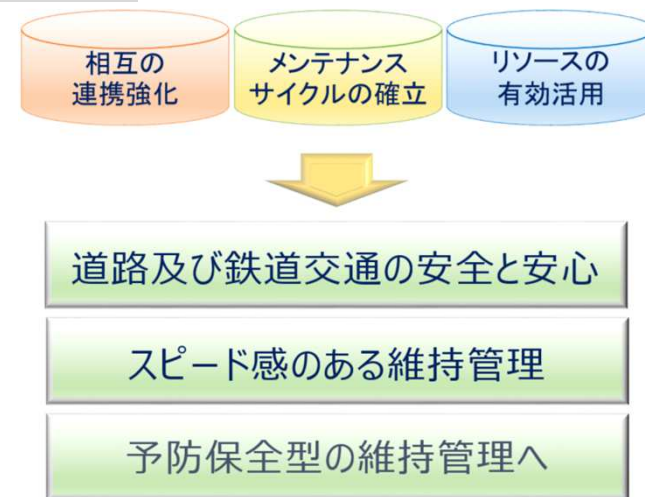 相互の
連携強化
メンテナンス
サイクルの確立
リソースの
有効活用
道路及び鉄道交通の安全と安心
スピード感のある維持管理
予防保全型の維持管理へ